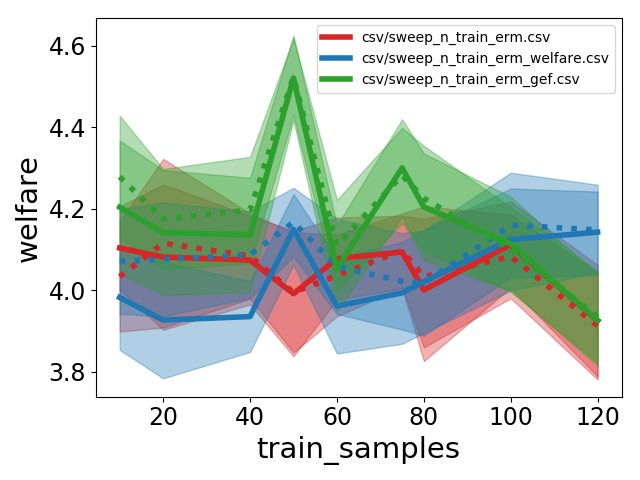 csv/sweep_n_train_erm.csv
csv/sweep_n_train_erm_welfare.csv
csv/sweep_n_train_erm_gef.csv
welfare
4.6
4.4
4.2
4.0
3.8
20 40 60 80 100 120
train_samples